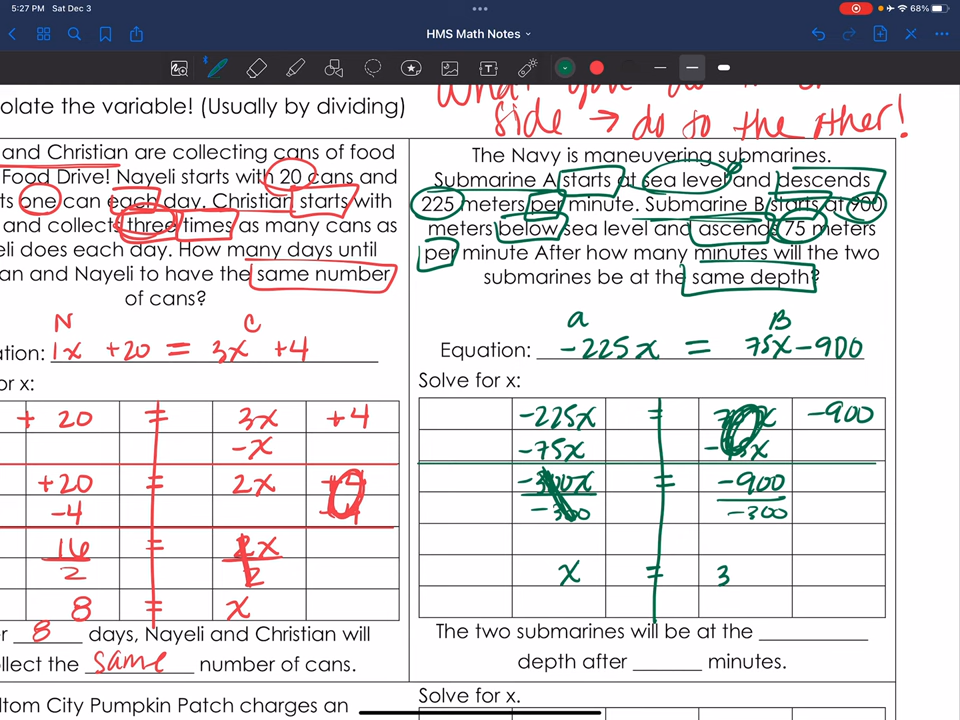 5:27 PM Sat Dec 3
68%
HMS Math Notes
olate the variable! (Usually by dividing)
side → do to the other!
and Christian are collecting cans of food
Food Drive! Nayeli starts with 20 cans and
ts one can each day. Christian starts with
and collects three times as many cans as
eli does each day. How many days until
an and Nayeli to have the same number
of cans?
N C
ation: 1x +20 = 3x +4
or x:
+ 20 = 3x +4
-x
+20 = 2x +4
-4 -4
16 = 2x
2 2
8 = x
er 8 days, Nayeli and Christian will
llect the same number of cans.
ltom City Pumpkin Patch charges an
The Navy is maneuvering submarines.
Submarine A starts at sea level and descends
225 meters per minute. Submarine B starts at 900
meters below sea level and ascends 75 meters
per minute After how many minutes will the two
submarines be at the same depth?
a B
Equation: -225x = 75x-900
Solve for x:
-225x = 75x -900
-75x -75x
-300x = -900
-300 -300
x = 3
The two submarines will be at the
depth after minutes.
Solve for x.